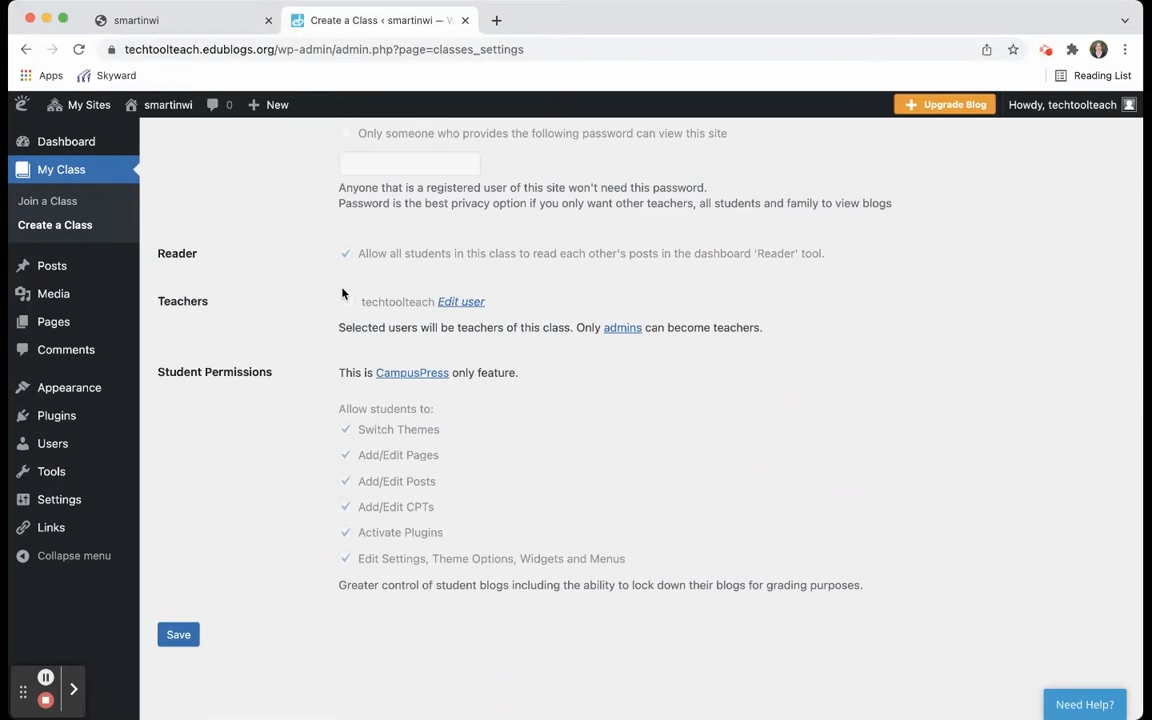 smartinwi
Create a Class ‹ smartinwi — W
techtoolteach.edublogs.org/wp-admin/admin.php?page=classes_settings
Apps
Skyward
Reading List
My Sites
smartinwi
0
New
Upgrade Blog
Howdy, techtoolteach
Dashboard
My Class
Join a Class
Create a Class
Posts
Media
Pages
Comments
Appearance
Plugins
Users
Tools
Settings
Links
Collapse menu
Only someone who provides the following password can view this site
Anyone that is a registered user of this site won't need this password.
Password is the best privacy option if you only want other teachers, all students and family to view blogs
Reader
Allow all students in this class to read each other's posts in the dashboard 'Reader' tool.
Teachers
techtoolteach Edit user
Selected users will be teachers of this class. Only admins can become teachers.
Student Permissions
This is CampusPress only feature.
Allow students to:
Switch Themes
Add/Edit Pages
Add/Edit Posts
Add/Edit CPTs
Activate Plugins
Edit Settings, Theme Options, Widgets and Menus
Greater control of student blogs including the ability to lock down their blogs for grading purposes.
Save
Need Help?